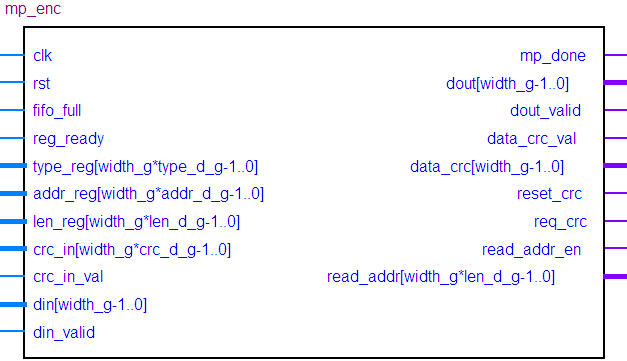 mp_enc
clk
rst
fifo_full
reg_ready
type_reg[width_g*type_d_g-1..0]
addr_reg[width_g*addr_d_g-1..0]
len_reg[width_g*len_d_g-1..0]
crc_in[width_g*crc_d_g-1..0]
crc_in_val
din[width_g-1..0]
din_valid
mp_done
dout[width_g-1..0]
dout_valid
data_crc_val
data_crc[width_g-1..0]
reset_crc
req_crc
read_addr_en
read_addr[width_g*len_d_g-1..0]